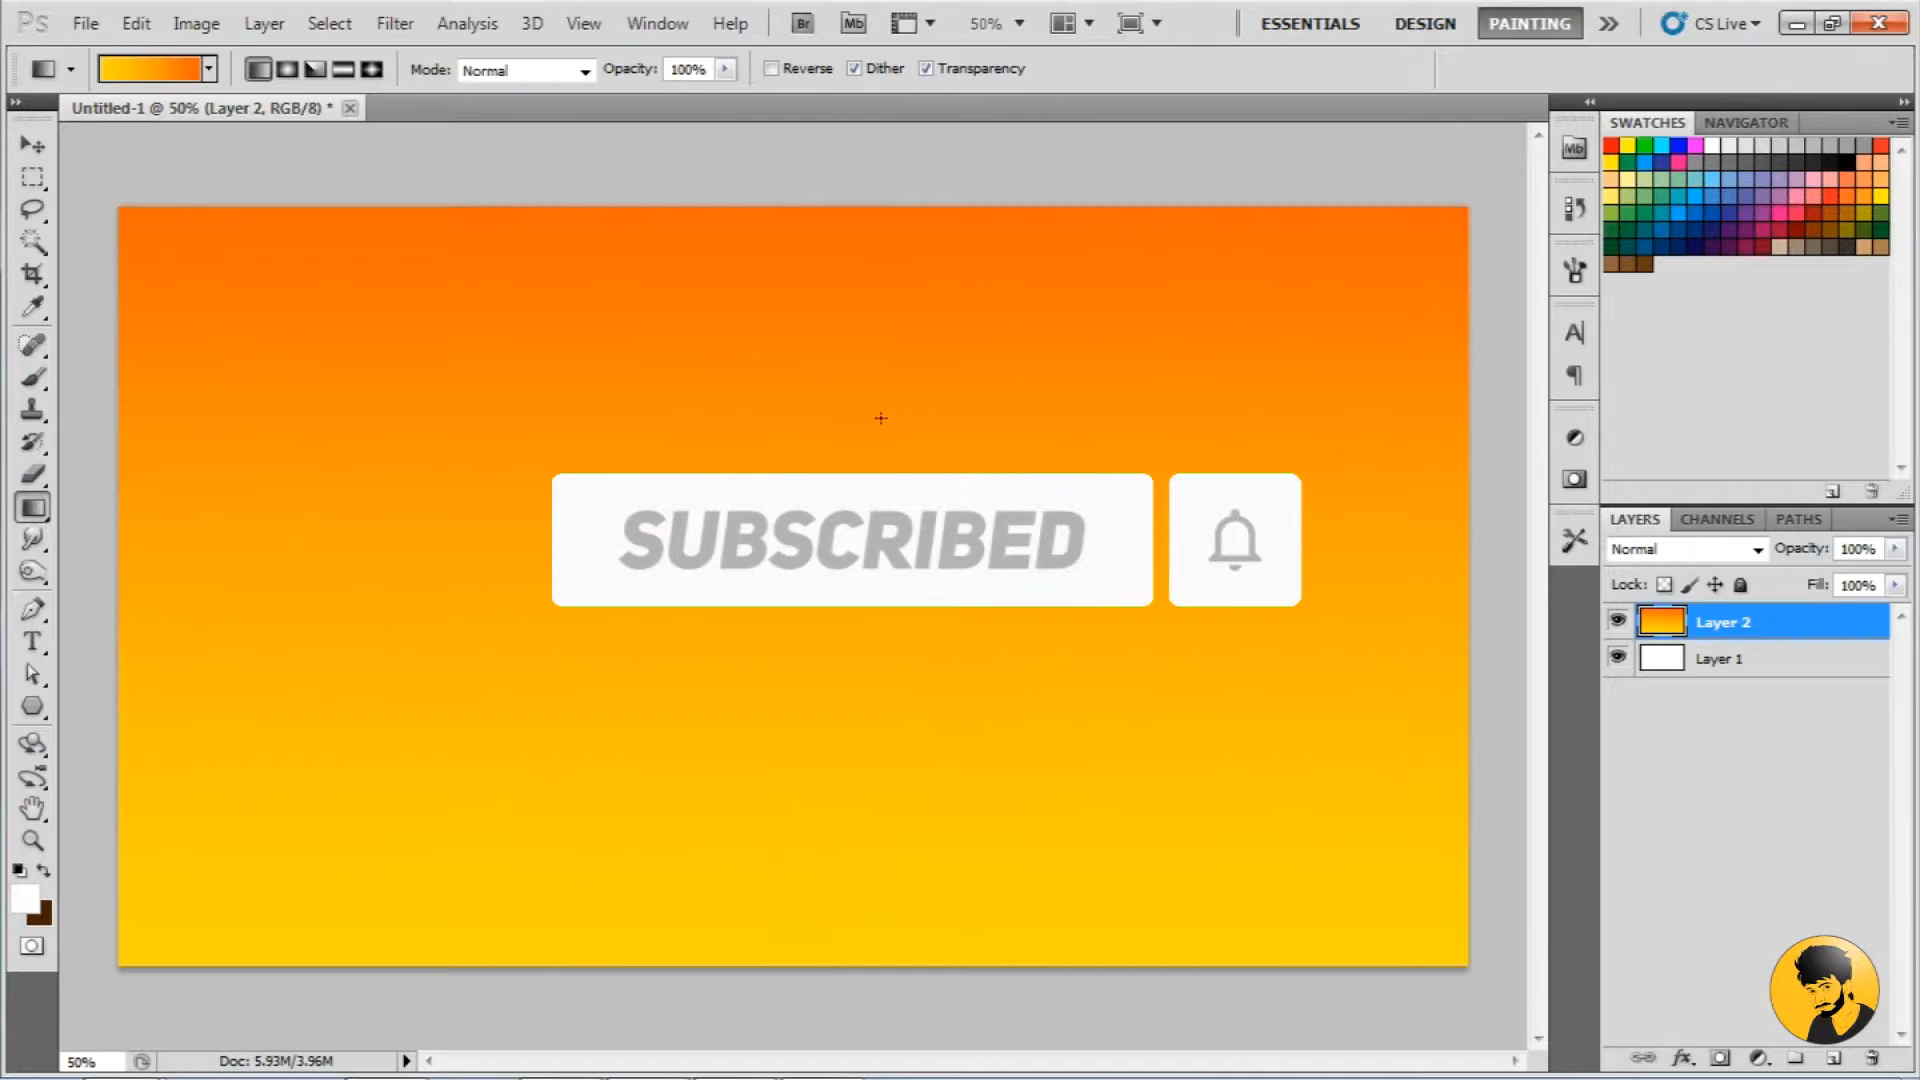 Ps File Edit Image Layer Select Filter Analysis 3D View Window Help Br Mb 50% ESSENTIALS DESIGN PAINTING CS Live
Mode: Normal Opacity: 100% Reverse Dither Transparency
Untitled-1 @ 50% (Layer 2, RGB/8) *
SWATCHES NAVIGATOR
Mb
SUBSCRIBED
LAYERS CHANNELS PATHS
Normal Opacity: 100%
Lock: Fill: 100%
Layer 2
Layer 1
50% Doc: 5.93M/3.96M